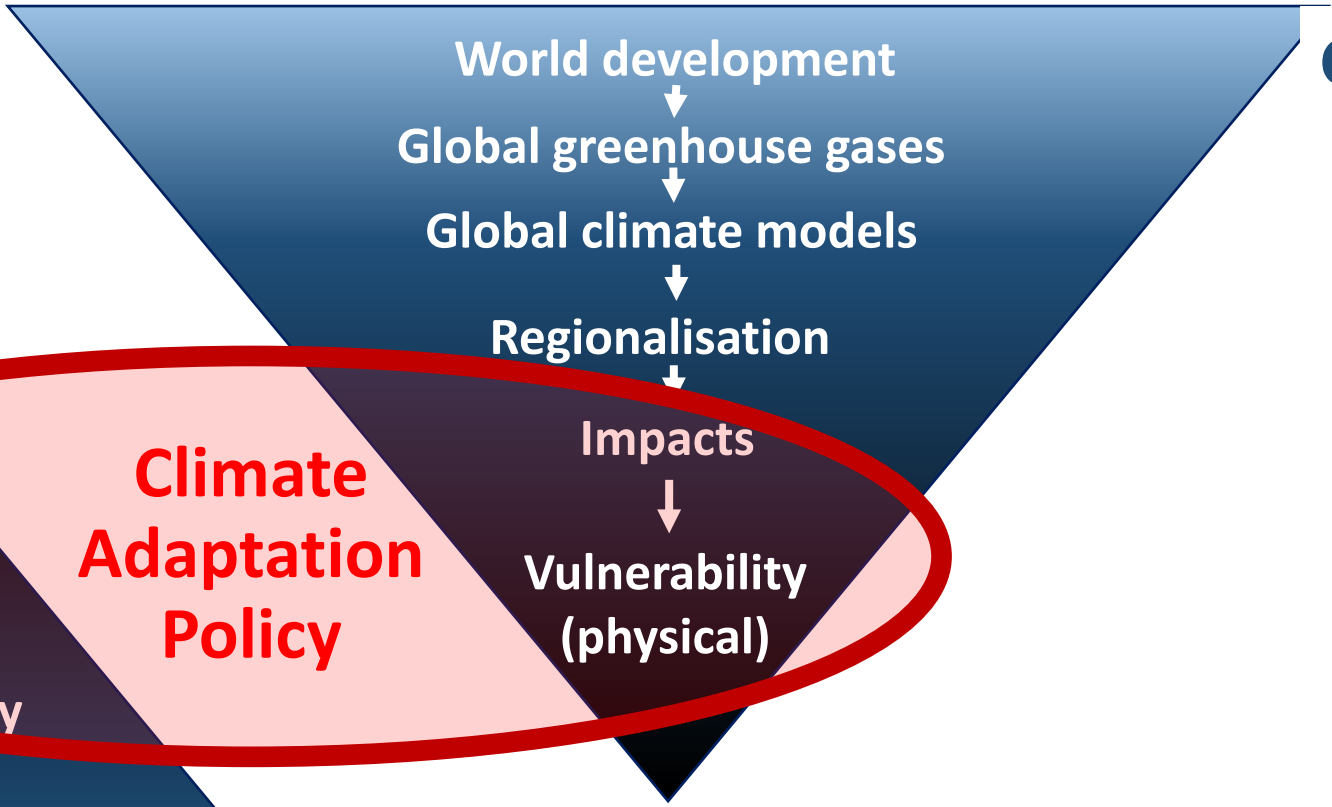 World development
Global greenhouse gases
Global climate models
Regionalisation
Impacts
Climate
Adaptation
Policy
Vulnerability
(physical)